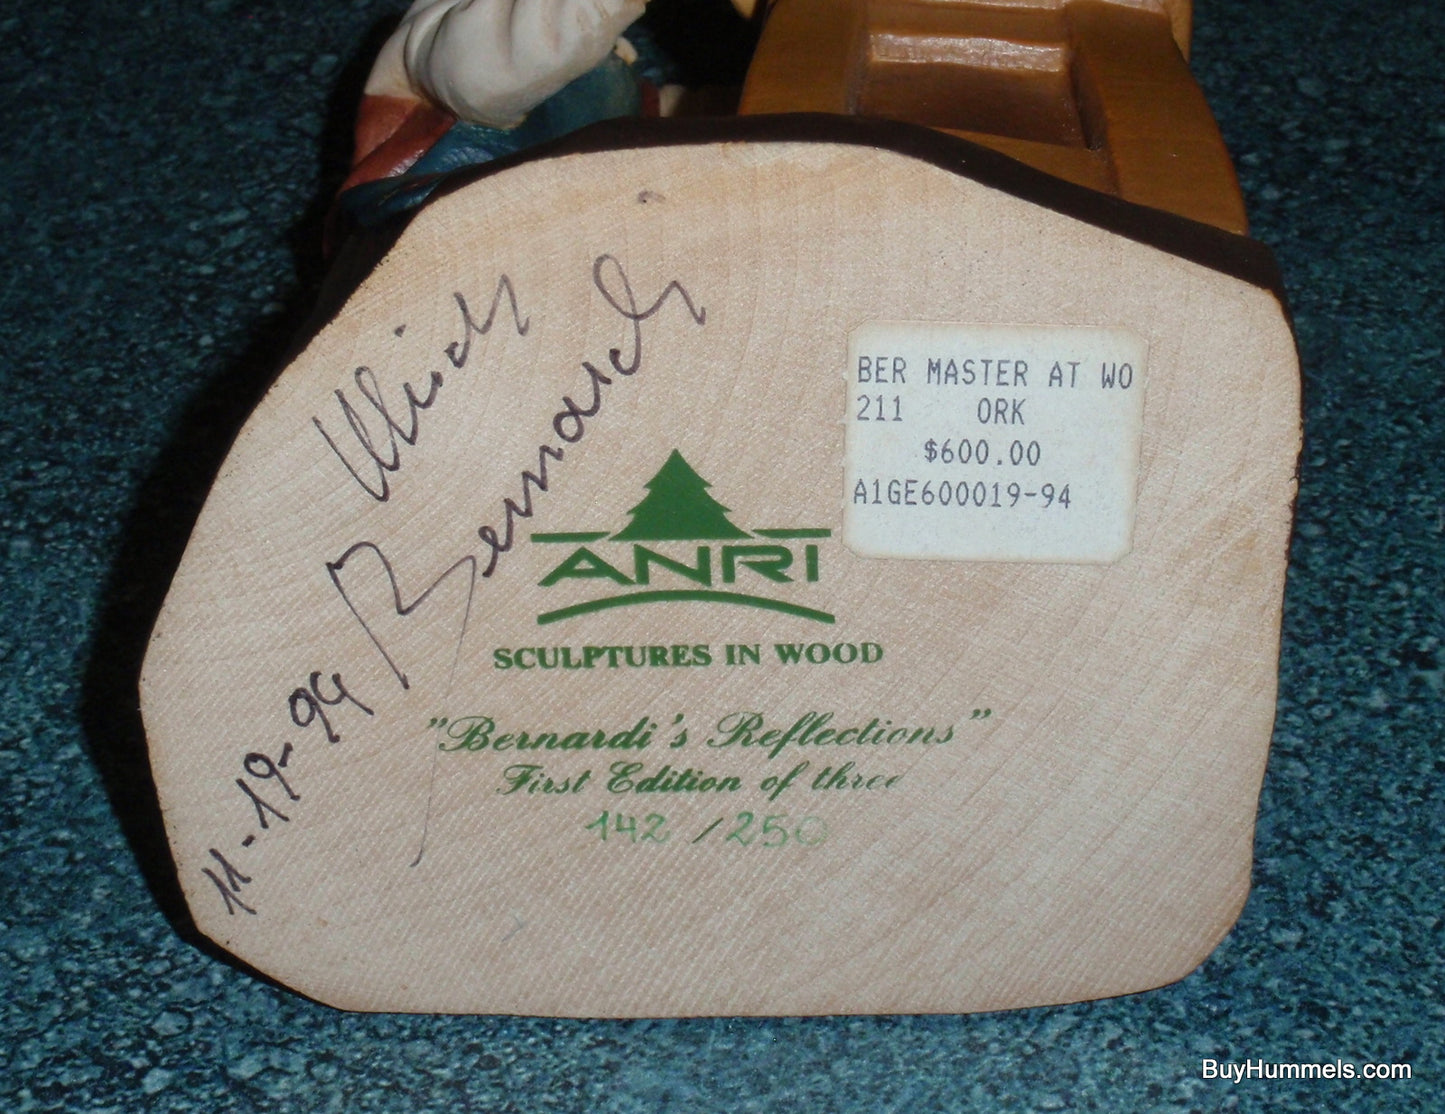 Ulrich
Bernardi
11-19-94
BER MASTER AT WO
211 ORK
$600.00
A1GE600019-94
ANRI
SCULPTURES IN WOOD
"Bernardi's Reflections"
First Edition of three
142 / 250
BuyHummels.com